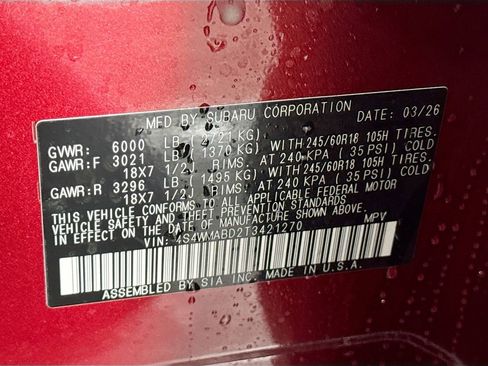 MFD BY SUBARU CORPORATION DATE: 03/26
GVWR: 6000 LB (2721 KG)
GAWR:F 3021 LB (1370 KG) WITH 245/60R18 105H TIRES.
18X7 1/2J RIMS. AT 240 KPA (35 PSI) COLD
GAWR:R 3296 LB (1495 KG) WITH 245/60R18 105H TIRES.
18X7 1/2J RIMS. AT 240 KPA (35 PSI) COLD
THIS VEHICLE CONFORMS TO ALL APPLICABLE FEDERAL MOTOR
VEHICLE SAFETY AND THEFT PREVENTION STANDARDS
IN EFFECT ON THE DATE OF MANUFACTURE SHOWN ABOVE.
VIN: 4S4WMABD2T3421270 MPV
ASSEMBLED BY SIA INC. MADE IN U.S.A.